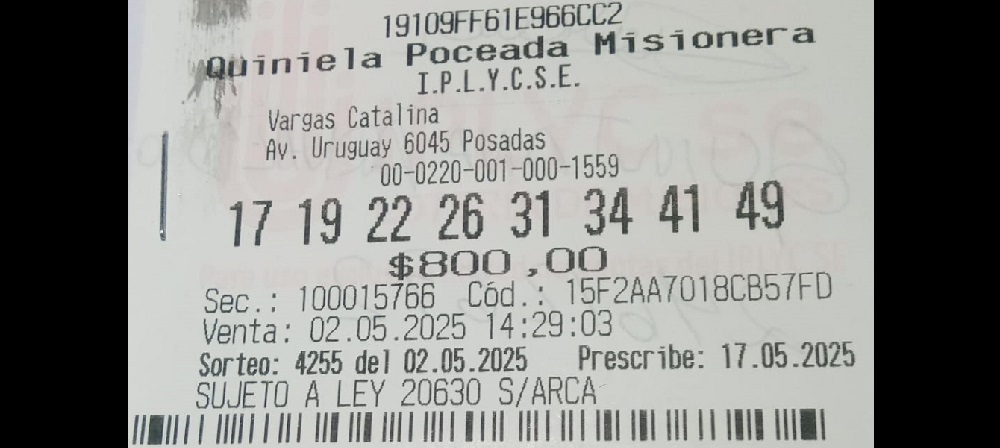 19109FF61E966CC2
Quiniela Poceada Misionera
I.P.L.Y.C.S.E.
Vargas Catalina
Av. Uruguay 6045 Posadas
00-0220-001-000-1559
17 19 22 26 31 34 41 49
$800,00
Sec.: 100015766 Cód.: 15F2AA7018CB57FD
Venta: 02.05.2025 14:29:03
Sorteo: 4255 del 02.05.2025 Prescribe: 17.05.2025
SUJETO A LEY 20630 S/ARCA